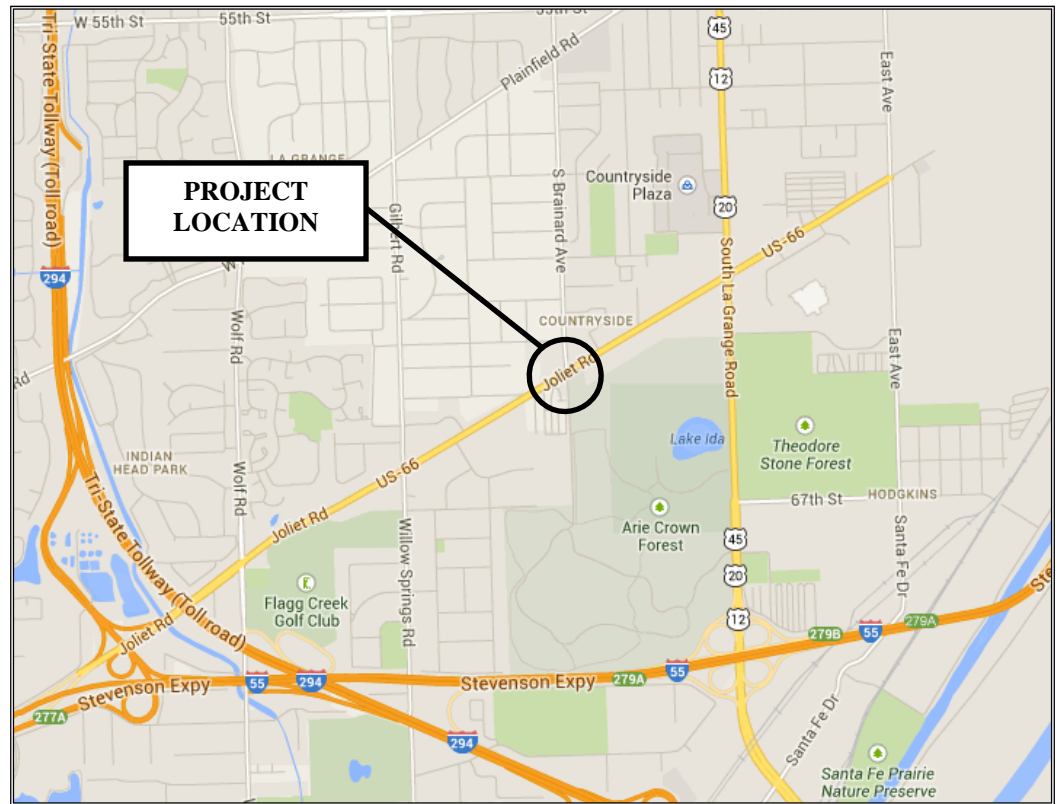 W 55th St
55th St
45
12
Plainfield Rd
East Ave
Tri-State Tollway (Toll road)
LA GRANGE
PROJECT
LOCATION
S Brainard Ave
Countryside
Plaza
20
Gilbert Rd
South La Grange Road
US-66
294
Wolf Rd
COUNTRYSIDE
Joliet Rd
East Ave
Rd
Lake Ida
Theodore
Stone Forest
INDIAN
HEAD PARK
US-66
Wolf Rd
67th St
HODGKINS
Tri-State Tollway (Toll road)
Joliet Rd
Willow Springs Rd
Arie Crown
Forest
45
20
12
Santa Fe Dr
Flagg Creek
Golf Club
279B
55
279A
Joliet Rd
Stevenson Expy
55
294
Stevenson Expy
279A
55
277A
294
Santa Fe Dr
Santa Fe Prairie
Nature Preserve